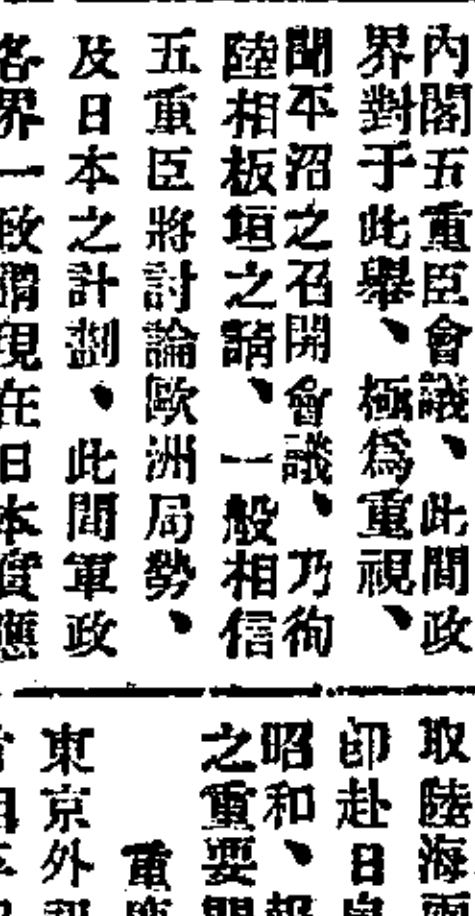 內閣五重臣會議、此間政
界對于此舉、極為重視、
聞平沼之召開會議、乃徇
陸相板垣之請、一般相信
五重臣將討論歐洲局勢、
及日本之計劃、此間軍政
各界一致謂現在日本實應
取陸海
卽赴日
昭和、報
之重要
重
東京外